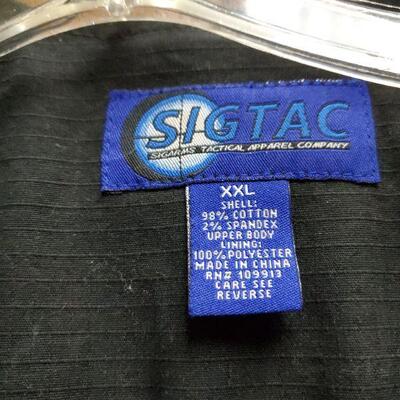 SIGTAC
SIGARMS TACTICAL APPAREL COMPANY
XXL
SHELL:
98% COTTON
2% SPANDEX
UPPER BODY
LINING:
100% POLYESTER
MADE IN CHINA
RN# 109913
CARE SEE
REVERSE